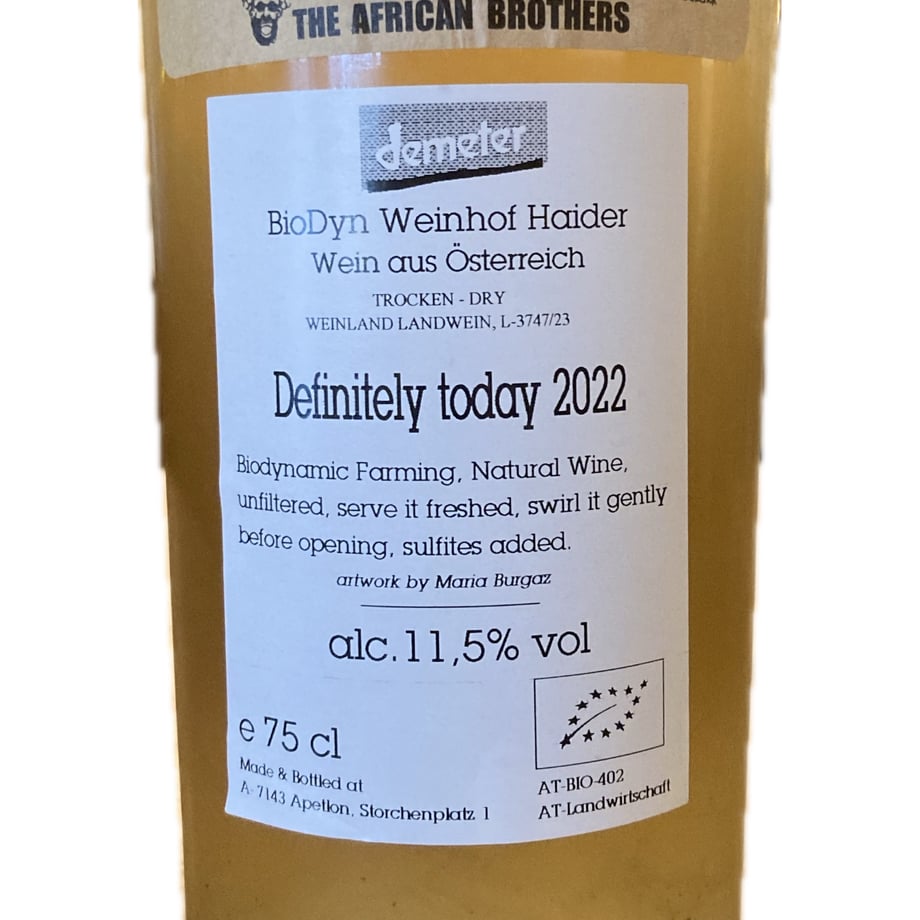 THE AFRICAN BROTHERS
demeter
BioDyn Weinhof Haider
Wein aus Österreich
TROCKEN - DRY
WEINLAND LANDWEIN, L-3747/23
Definitely today 2022
Biodynamic Farming, Natural Wine,
unfiltered, serve it freshed, swirl it gently
before opening, sulfites added.
artwork by Maria Burgaz
alc.11,5% vol
e 75 cl
Made & Bottled at
A-7143 Apetlon, Storchenplatz 1
AT-BIO-402
AT-Landwirtschaft